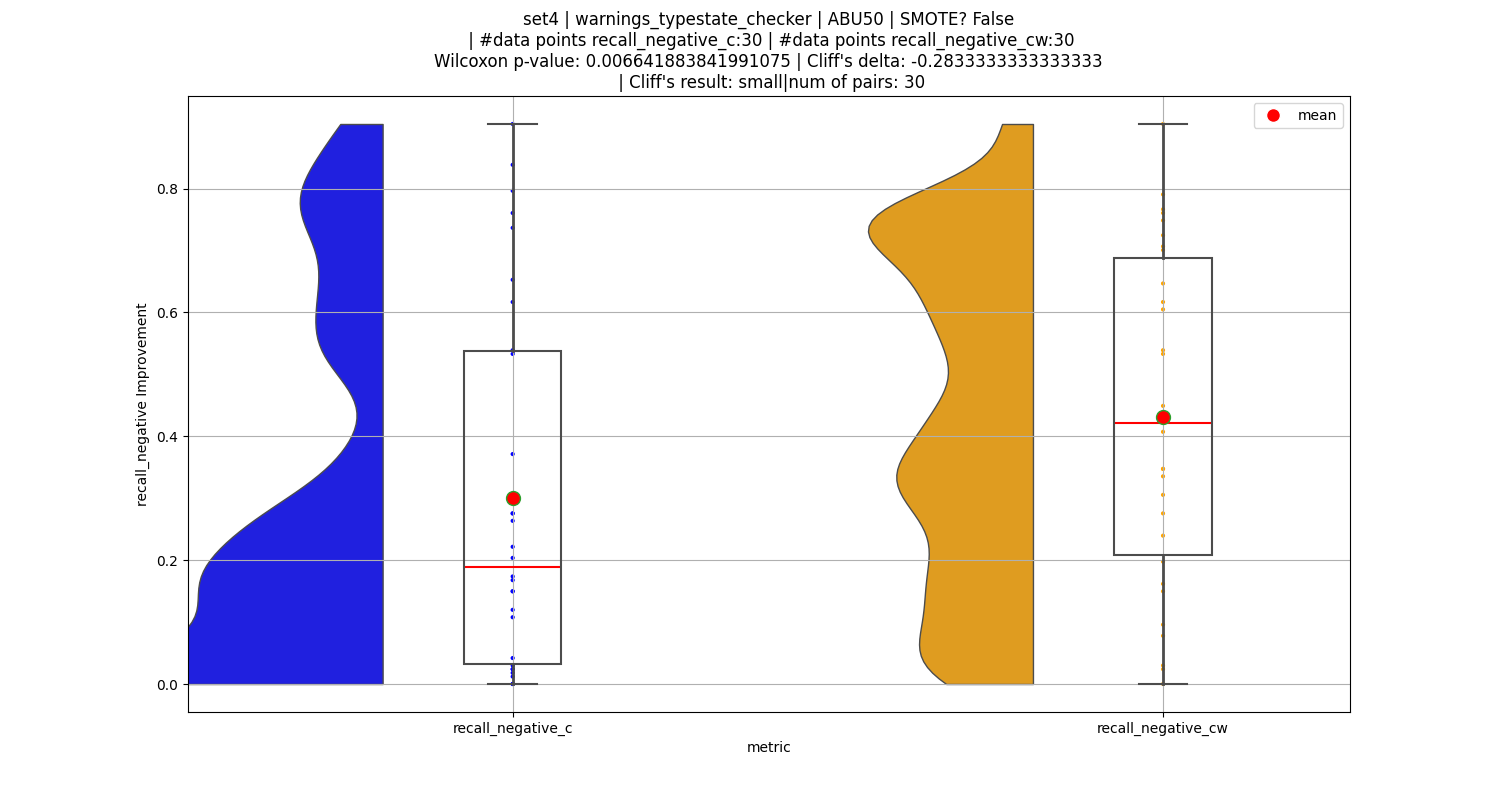 set4 | warnings_typestate_checker | ABU50 | SMOTE? False
| #data points recall_negative_c:30 | #data points recall_negative_cw:30
Wilcoxon p-value: 0.006641883841991075 | Cliff's delta: -0.2833333333333333
| Cliff's result: small|num of pairs: 30
mean
0.8
0.6
0.4
0.2
0.0
recall_negative Improvement
recall_negative_c
recall_negative_cw
metric